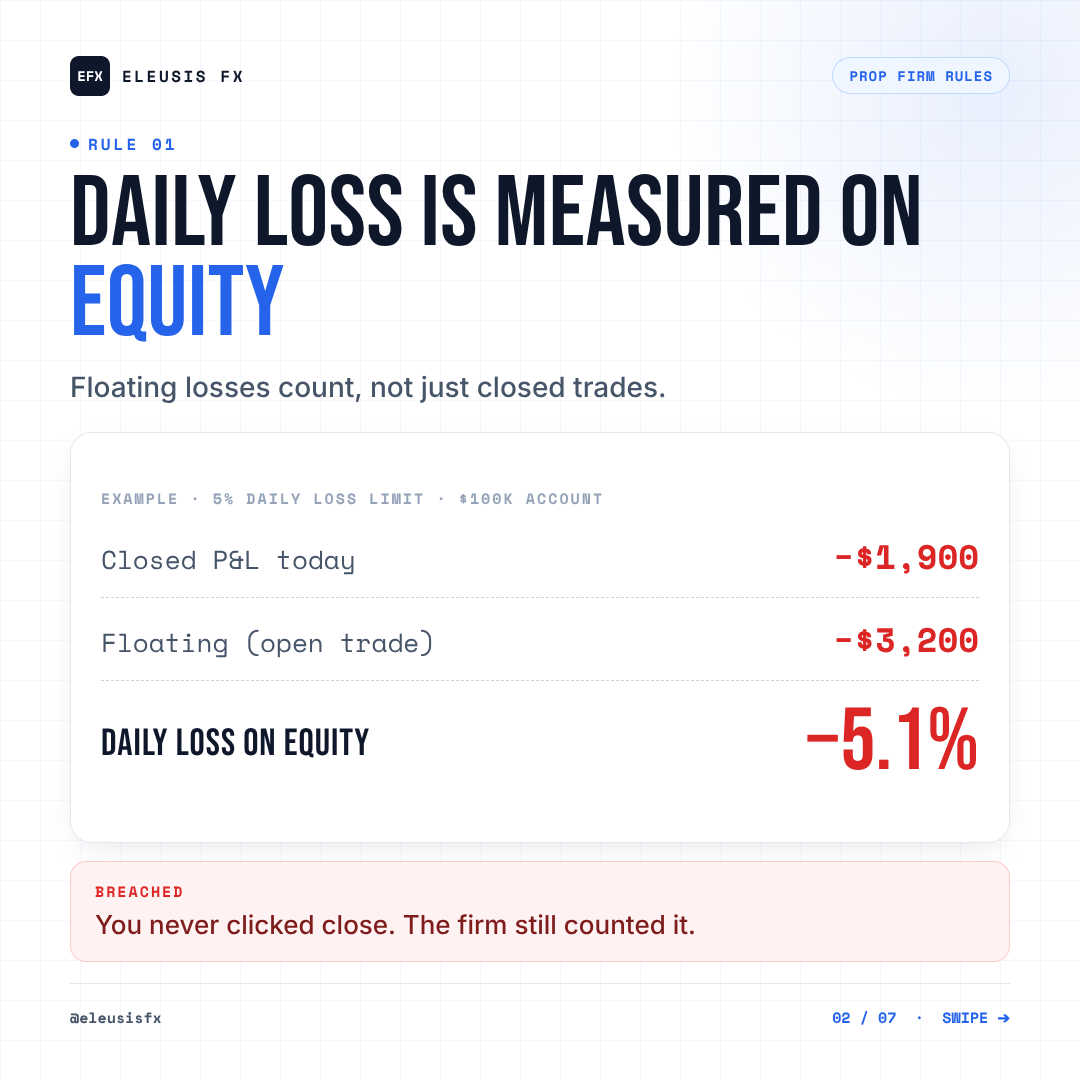 EFX ELEUSIS FX
PROP FIRM RULES
RULE 01
DAILY LOSS IS MEASURED ON
EQUITY
Floating losses count, not just closed trades.
EXAMPLE · 5% DAILY LOSS LIMIT · $100K ACCOUNT
Closed P&L today −$1,900
Floating (open trade) −$3,200
DAILY LOSS ON EQUITY −5.1%
BREACHED
You never clicked close. The firm still counted it.
@eleusisfx
02 / 07 · SWIPE ➔